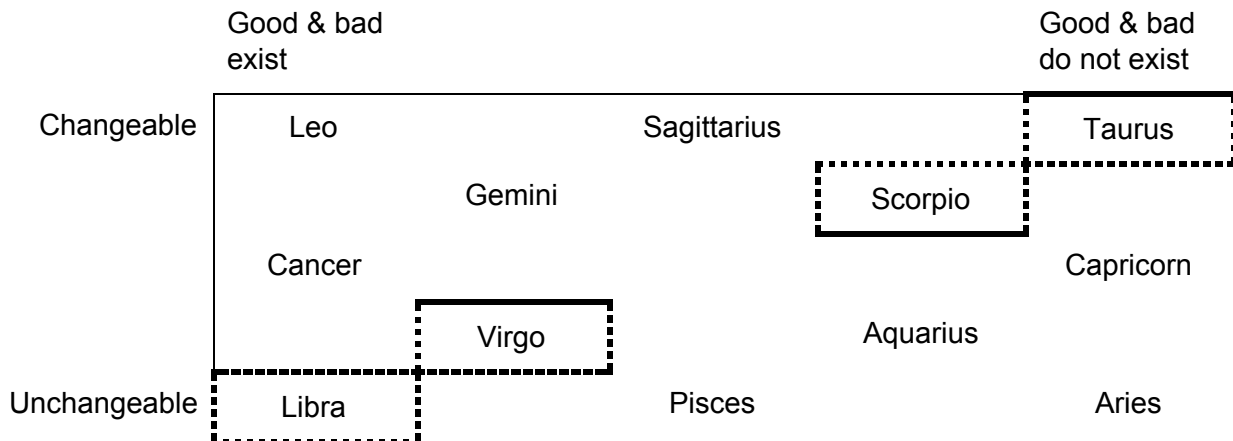 Good & bad
exist
Good & bad
do not exist
Changeable Leo Sagittarius Taurus
Gemini Scorpio
Cancer Capricorn
Virgo Aquarius
Unchangeable Libra Pisces Aries